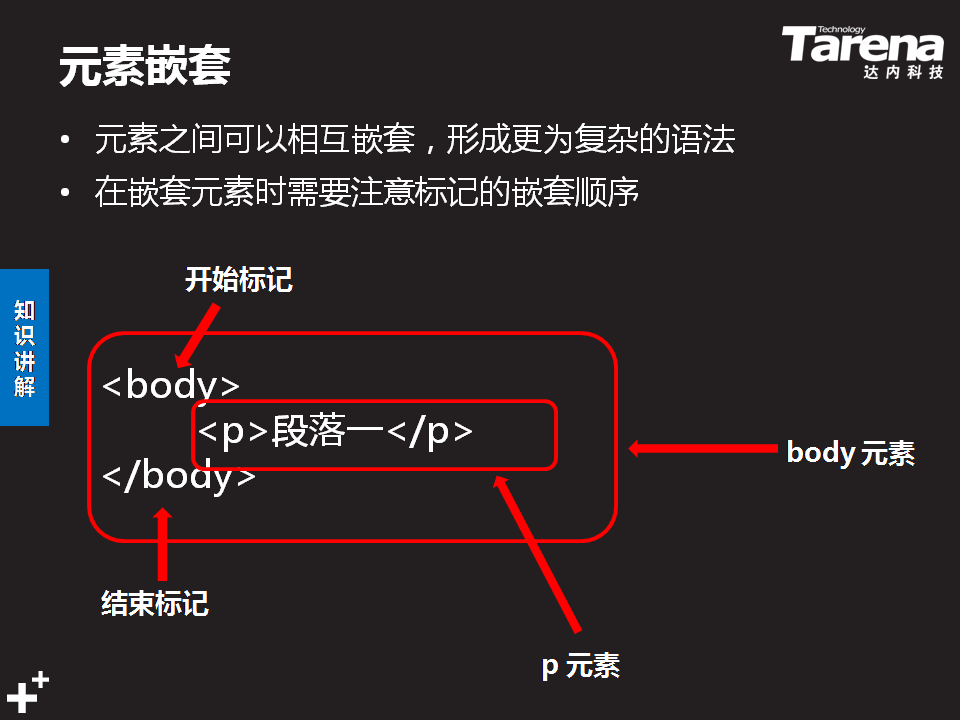 元素嵌套
Technology
Tarena
达内科技
• 元素之间可以相互嵌套，形成更为复杂的语法
• 在嵌套元素时需要注意标记的嵌套顺序
知识讲解
开始标记
<body>
<p>段落一</p>
</body>
body 元素
结束标记
p 元素